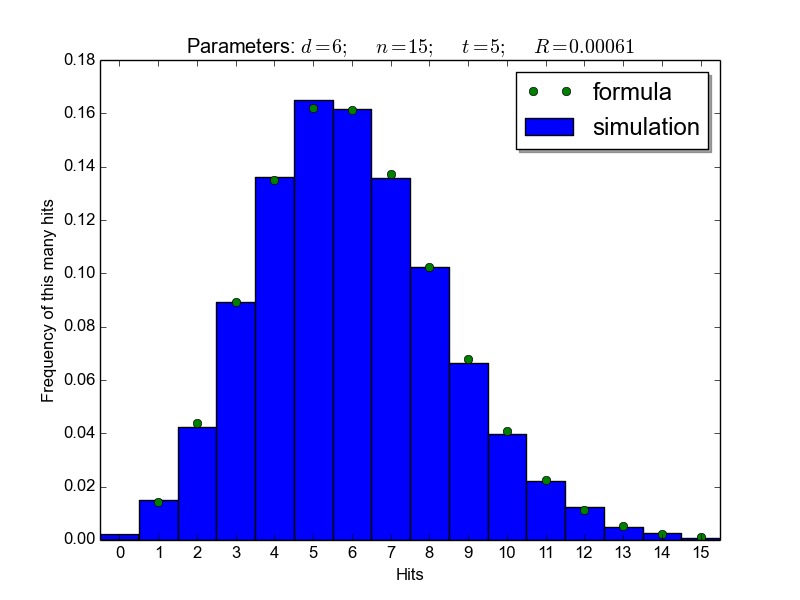 Parameters: d=6; n=15; t=5; R=0.00061
0.18
0.16
0.14
0.12
0.10
0.08
0.06
0.04
0.02
0.00
Frequency of this many hits
formula
simulation
0 1 2 3 4 5 6 7 8 9 10 11 12 13 14 15
Hits